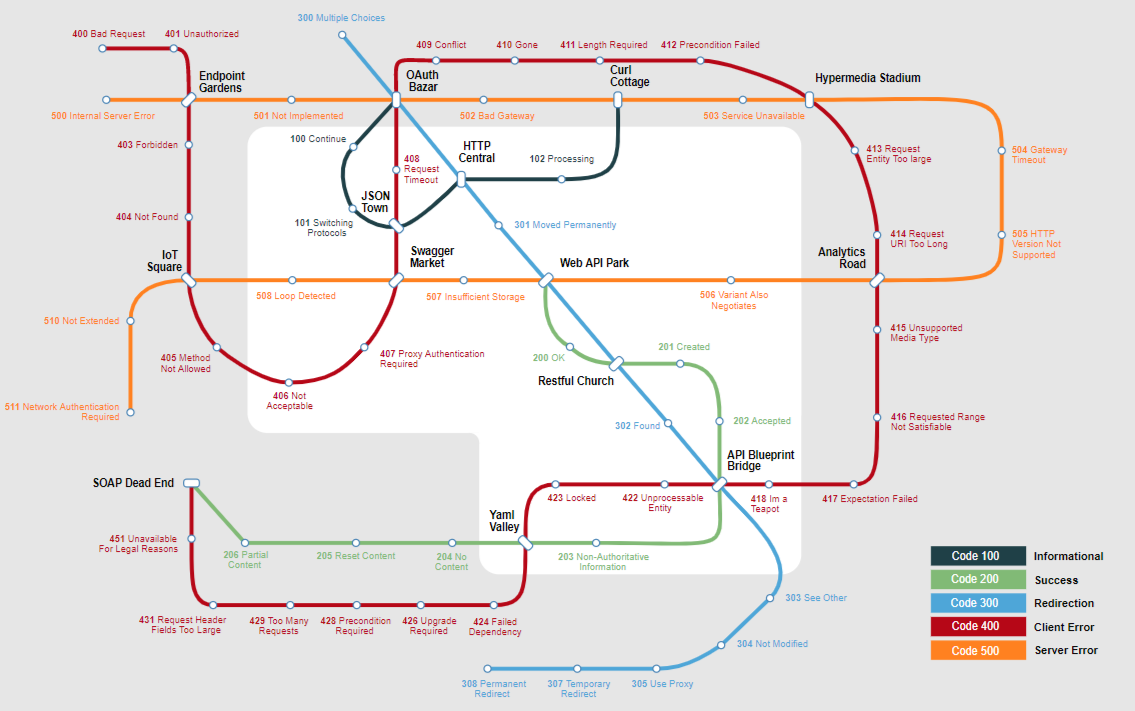 300 Multiple Choices
400 Bad Request
401 Unauthorized
409 Conflict
410 Gone
411 Length Required
412 Precondition Failed
Endpoint
Gardens
OAuth
Bazar
Curl
Cottage
Hypermedia Stadium
500 Internal Server Error
501 Not Implemented
502 Bad Gateway
503 Service Unavailable
403 Forbidden
100 Continue
408
Request
Timeout
HTTP
Central
102 Processing
413 Request
Entity Too large
504 Gateway
Timeout
404 Not Found
JSON
Town
101 Switching
Protocols
301 Moved Permanently
414 Request
URI Too Long
505 HTTP
Version Not
Supported
IoT
Square
Swagger
Market
Web API Park
Analytics
Road
508 Loop Detected
507 Insufficient Storage
506 Variant Also
Negotiates
510 Not Extended
415 Unsupported
Media Type
405 Method
Not Allowed
407 Proxy Authentication
Required
200 OK
201 Created
Restful Church
406 Not
Acceptable
511 Network Authentication
Required
302 Found
202 Accepted
416 Requested Range
Not Satisfiable
API Blueprint
Bridge
SOAP Dead End
423 Locked
422 Unprocessable
Entity
418 Im a
Teapot
417 Expectation Failed
Yaml
Valley
451 Unavailable
For Legal Reasons
206 Partial
Content
205 Reset Content
204 No
Content
203 Non-Authoritative
Information
431 Request Header
Fields Too Large
429 Too Many
Requests
428 Precondition
Required
426 Upgrade
Required
424 Failed
Dependency
303 See Other
304 Not Modified
308 Permanent
Redirect
307 Temporary
Redirect
305 Use Proxy
Code 100 Informational
Code 200 Success
Code 300 Redirection
Code 400 Client Error
Code 500 Server Error